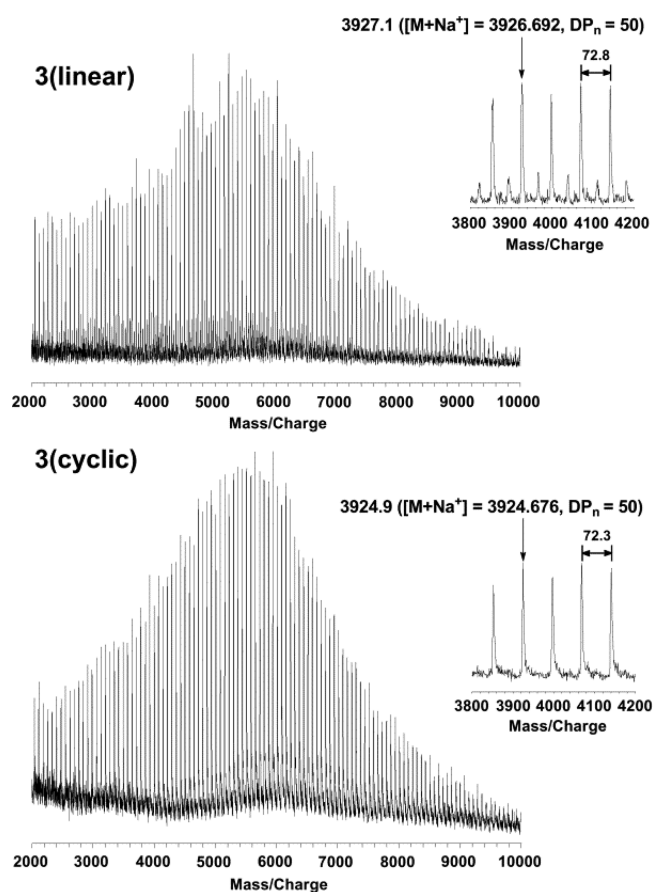 3927.1 ([M+Na⁺] = 3926.692, DPₙ = 50)
3(linear)
72.8
3800 3900 4000 4100 4200
Mass/Charge
2000 3000 4000 5000 6000 7000 8000 9000 10000
Mass/Charge
3(cyclic)
3924.9 ([M+Na⁺] = 3924.676, DPₙ = 50)
72.3
3800 3900 4000 4100 4200
Mass/Charge
2000 3000 4000 5000 6000 7000 8000 9000 10000
Mass/Charge